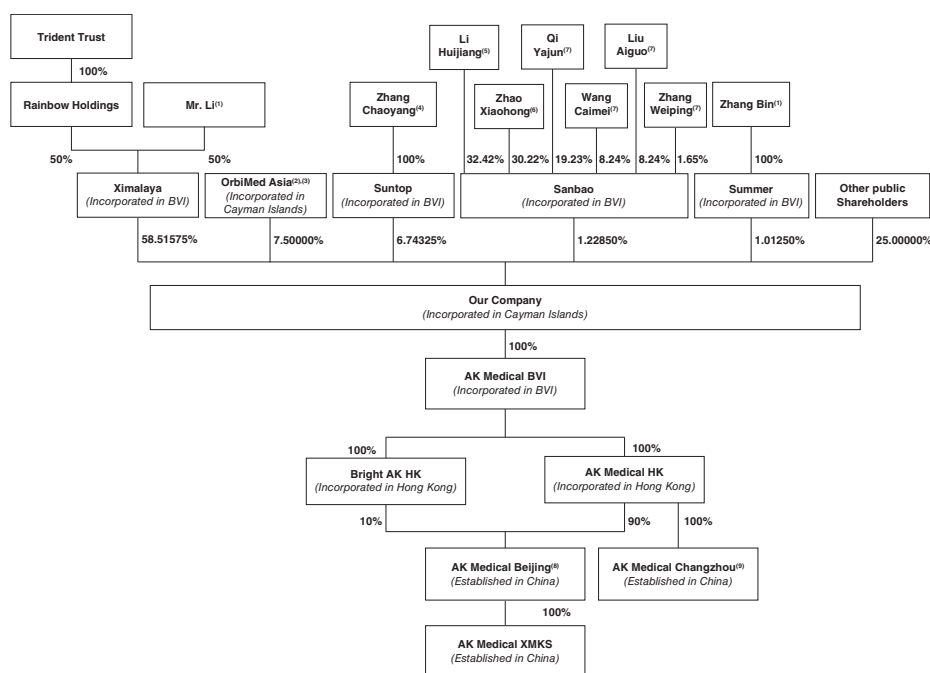 Trident Trust
Li
Huijiang(5)
Qi
Yajun(7)
Liu
Aiguo(7)
100%
Rainbow Holdings
Mr. Li(1)
Zhang
Chaoyang(4)
Zhao
Xiaohong(6)
Wang
Caimei(7)
Zhang
Weiping(7)
Zhang Bin(1)
50%
50%
100%
32.42%
30.22%
19.23%
8.24%
8.24%
1.65%
100%
Ximalaya
(Incorporated in BVI)
OrbiMed Asia(2),(3)
(Incorporated in
Cayman Islands)
Suntop
(Incorporated in BVI)
Sanbao
(Incorporated in BVI)
Summer
(Incorporated in BVI)
Other public
Shareholders
58.51575%
7.50000%
6.74325%
1.22850%
1.01250%
25.00000%
Our Company
(Incorporated in Cayman Islands)
100%
AK Medical BVI
(Incorporated in BVI)
100%
100%
Bright AK HK
(Incorporated in Hong Kong)
AK Medical HK
(Incorporated in Hong Kong)
10%
90%
100%
AK Medical Beijing(8)
(Established in China)
AK Medical Changzhou(9)
(Established in China)
100%
AK Medical XMKS
(Established in China)